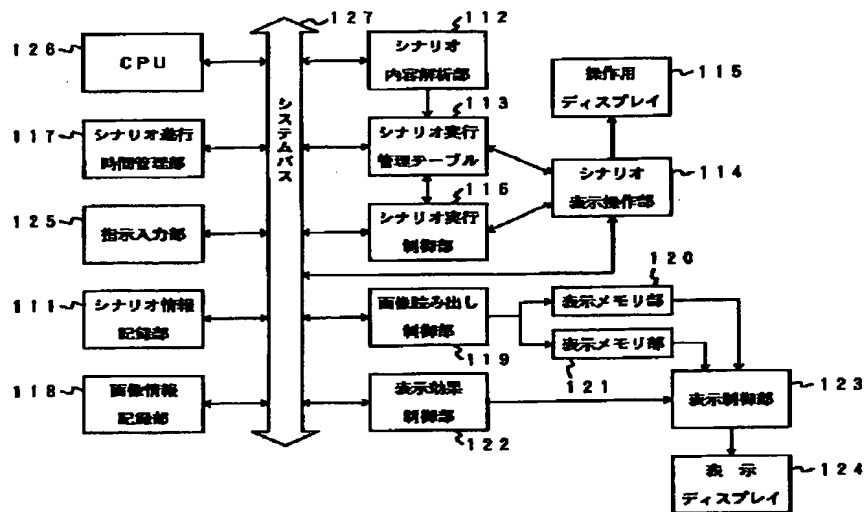 127
112
126
CPU
シナリオ
内容解析部
操作用
ディスプレイ
115
113
117
シナリオ進行
時間管理部
システムバス
シナリオ実行
管理テーブル
116
シナリオ
表示操作部
114
125
指示入力部
シナリオ実行
制御部
120
111
シナリオ情報
記録部
画像読み出し
制御部
119
表示メモリ部
表示メモリ部
121
118
画像情報
記録部
表示効果
制御部
122
表示制御部
123
表示
ディスプレイ
124